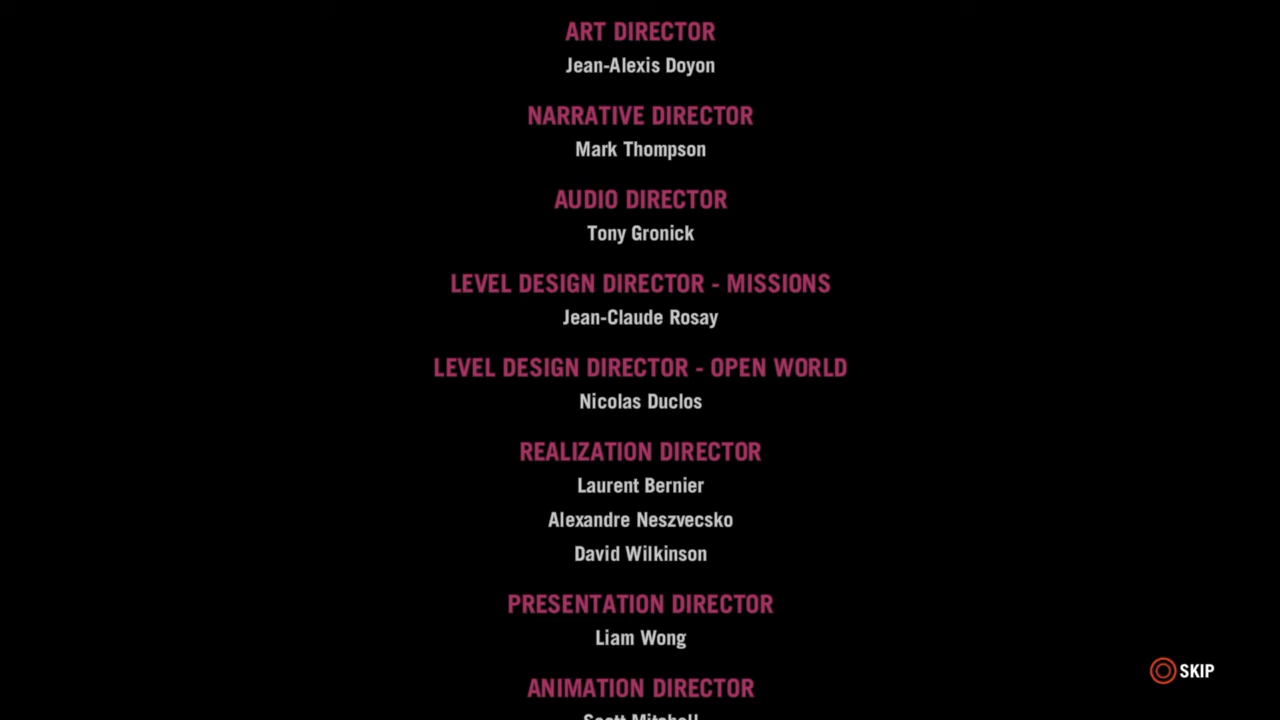 ART DIRECTOR
Jean-Alexis Doyon
NARRATIVE DIRECTOR
Mark Thompson
AUDIO DIRECTOR
Tony Gronick
LEVEL DESIGN DIRECTOR - MISSIONS
Jean-Claude Rosay
LEVEL DESIGN DIRECTOR - OPEN WORLD
Nicolas Duclos
REALIZATION DIRECTOR
Laurent Bernier
Alexandre Neszvecsko
David Wilkinson
PRESENTATION DIRECTOR
Liam Wong
SKIP
ANIMATION DIRECTOR
Scott Mitchell